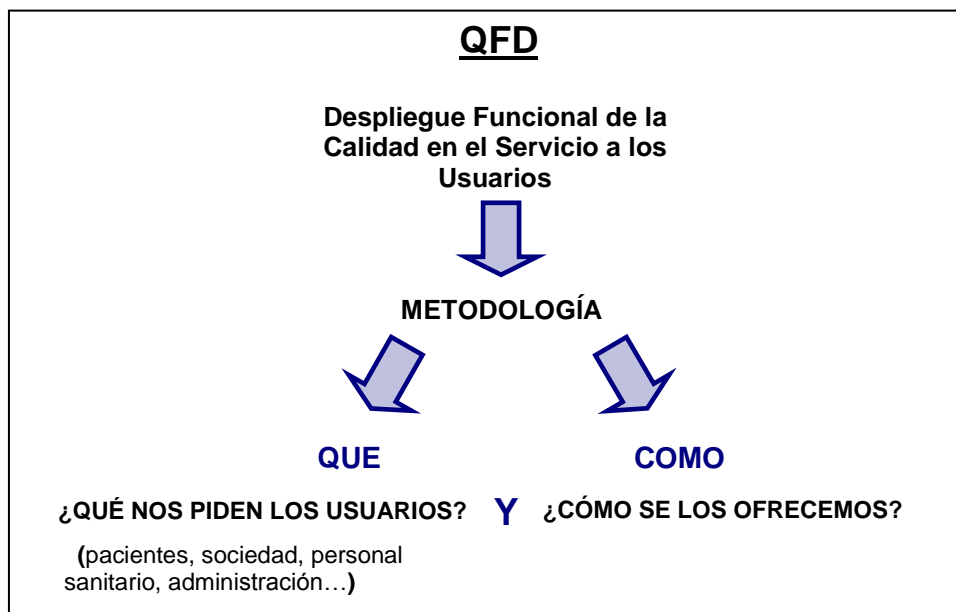 QFD
Despliegue Funcional de la
Calidad en el Servicio a los
Usuarios
METODOLOGÍA
QUE
COMO
¿QUÉ NOS PIDEN LOS USUARIOS?
Y
¿CÓMO SE LOS OFRECEMOS?
(pacientes, sociedad, personal
sanitario, administración…)